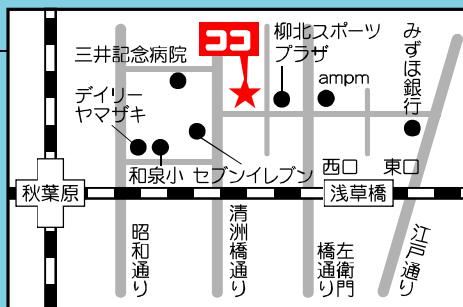 ココ
柳北スポーツ
プラザ
みずほ銀行
三井記念病院
ampm
デイリー
ヤマザキ
和泉小
セブンイレブン
西口
東口
秋葉原
浅草橋
昭和通り
清洲橋通り
左衛門
橋通り
江戸通り